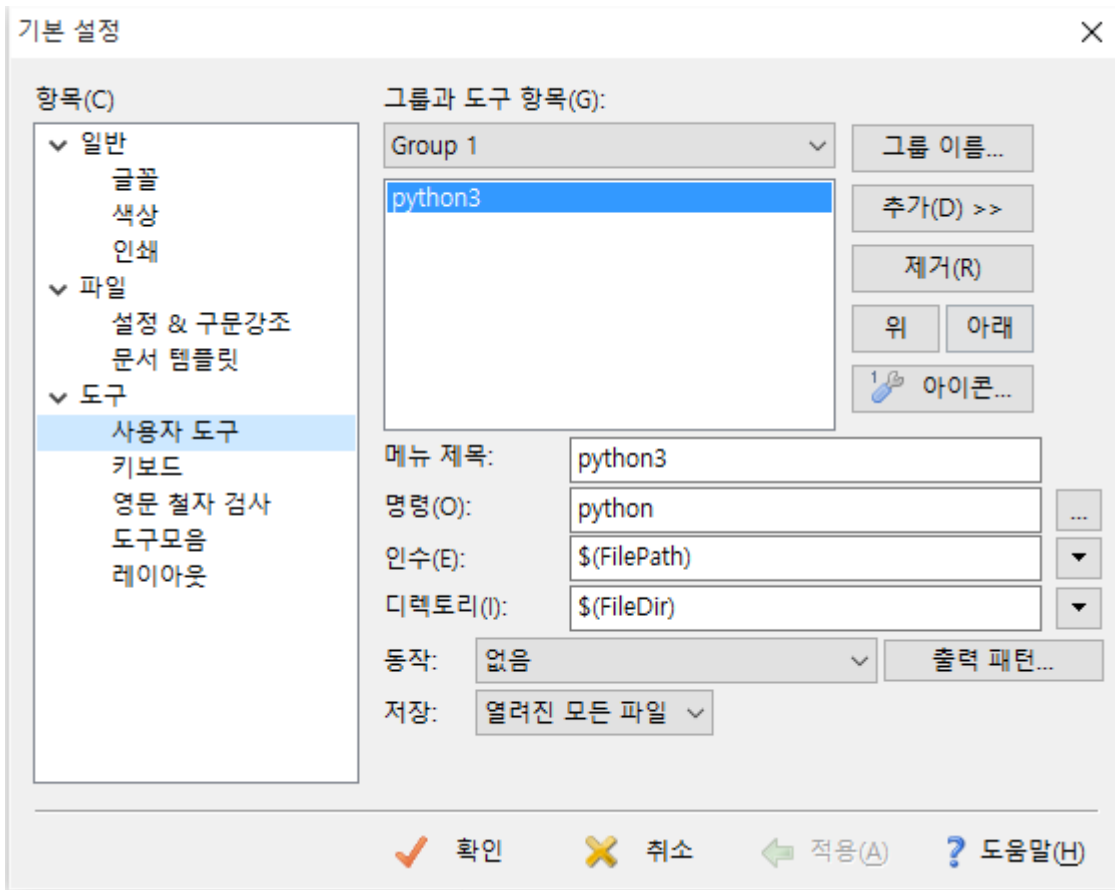 기본 설정
항목(C)
일반
글꼴
색상
인쇄
파일
설정 & 구문강조
문서 템플릿
도구
사용자 도구
키보드
영문 철자 검사
도구모음
레이아웃
그룹과 도구 항목(G):
Group 1
그룹 이름...
python3
추가(D) >>
제거(R)
위
아래
1 아이콘...
메뉴 제목:
python3
명령(O):
python
...
인수(E):
$(FilePath)
디렉토리(I):
$(FileDir)
동작:
없음
출력 패턴...
저장:
열려진 모든 파일
확인
취소
적용(A)
? 도움말(H)